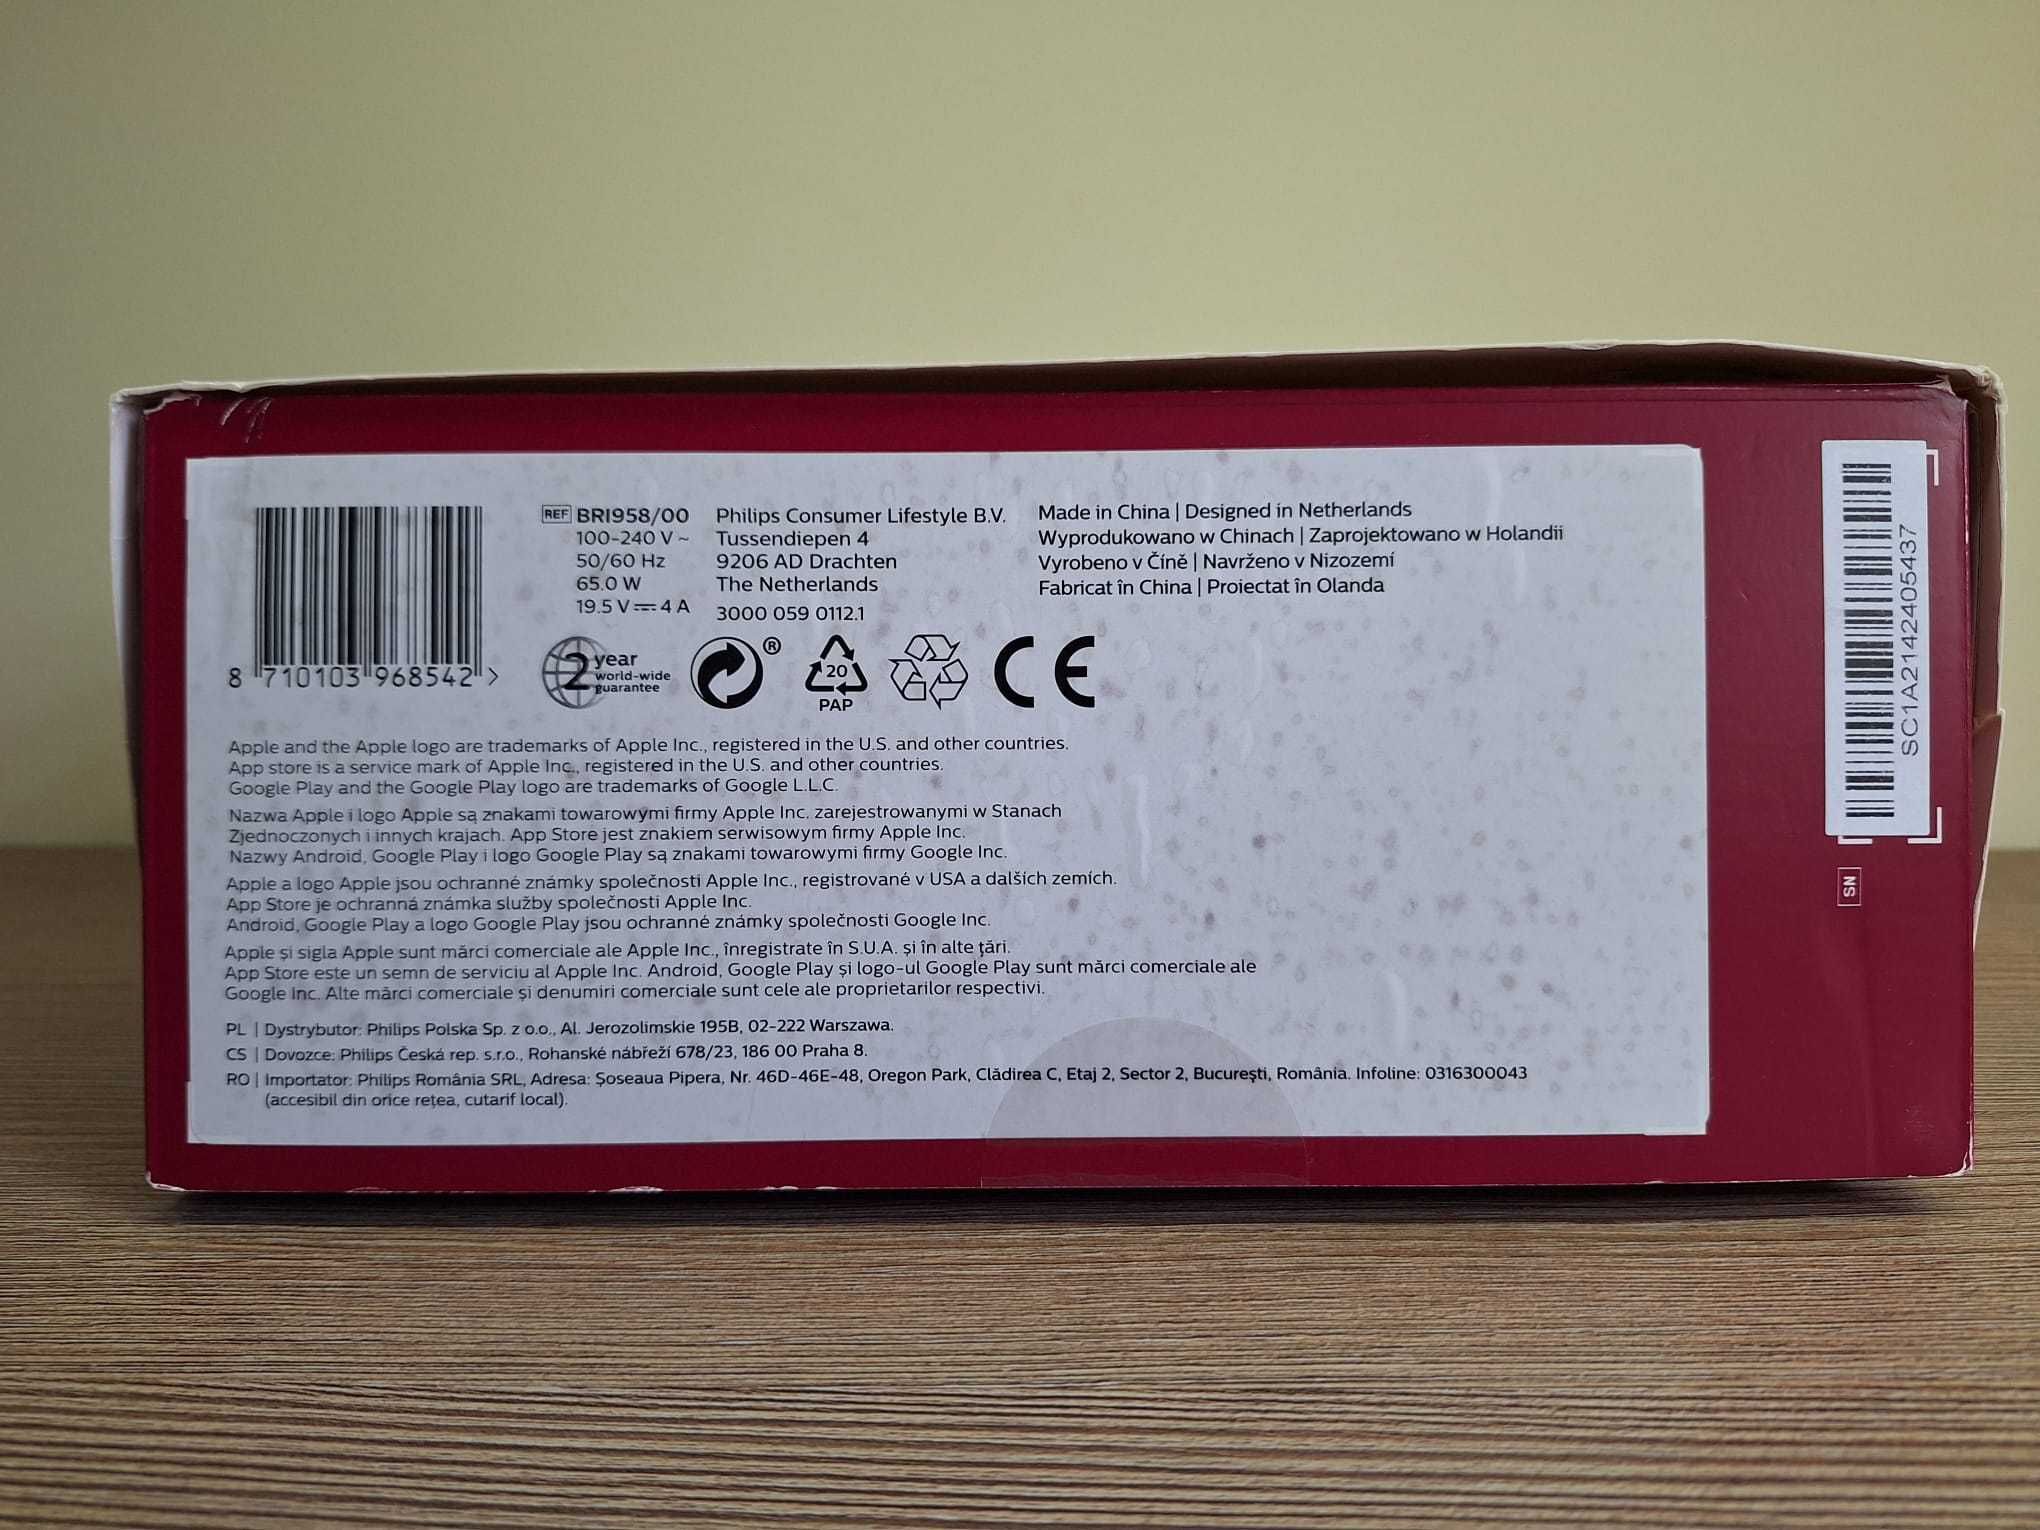 8 710103 968542 >
REF BRI958/00
100-240 V ~
50/60 Hz
65.0 W
19.5 V⎓4 A
Philips Consumer Lifestyle B.V.
Tussendiepen 4
9206 AD Drachten
The Netherlands
3000 059 0112.1
Made in China | Designed in Netherlands
Wyprodukowano w Chinach | Zaprojektowano w Holandii
Vyrobeno v Číně | Navrženo v Nizozemí
Fabricat în China | Proiectat în Olanda
2 year
world-wide
guarantee
®
20
PAP
CE
Apple and the Apple logo are trademarks of Apple Inc., registered in the U.S. and other countries.
App store is a service mark of Apple Inc., registered in the U.S. and other countries.
Google Play and the Google Play logo are trademarks of Google L.L.C.
Nazwa Apple i logo Apple są znakami towarowymi firmy Apple Inc. zarejestrowanymi w Stanach
Zjednoczonych i innych krajach. App Store jest znakiem serwisowym firmy Apple Inc.
Nazwy Android, Google Play i logo Google Play są znakami towarowymi firmy Google Inc.
Apple a logo Apple jsou ochranné známky společnosti Apple Inc., registrované v USA a dalších zemích.
App Store je ochranná známka služby společnosti Apple Inc.
Android, Google Play a logo Google Play jsou ochranné známky společnosti Google Inc.
Apple și sigla Apple sunt mărci comerciale ale Apple Inc., înregistrate în S.U.A. și în alte țări.
App Store este un semn de serviciu al Apple Inc. Android, Google Play și logo-ul Google Play sunt mărci comerciale ale
Google Inc. Alte mărci comerciale și denumiri comerciale sunt cele ale proprietarilor respectivi.
PL | Dystrybutor: Philips Polska Sp. z o.o., Al. Jerozolimskie 195B, 02-222 Warszawa.
CS | Dovozce: Philips Česká rep. s.r.o., Rohanské nábřeží 678/23, 186 00 Praha 8.
RO | Importator: Philips România SRL, Adresa: Șoseaua Pipera, Nr. 46D-46E-48, Oregon Park, Clădirea C, Etaj 2, Sector 2, București, România. Infoline: 0316300043
(accesibil din orice rețea, cutarif local).
SC1A2142405437
SN